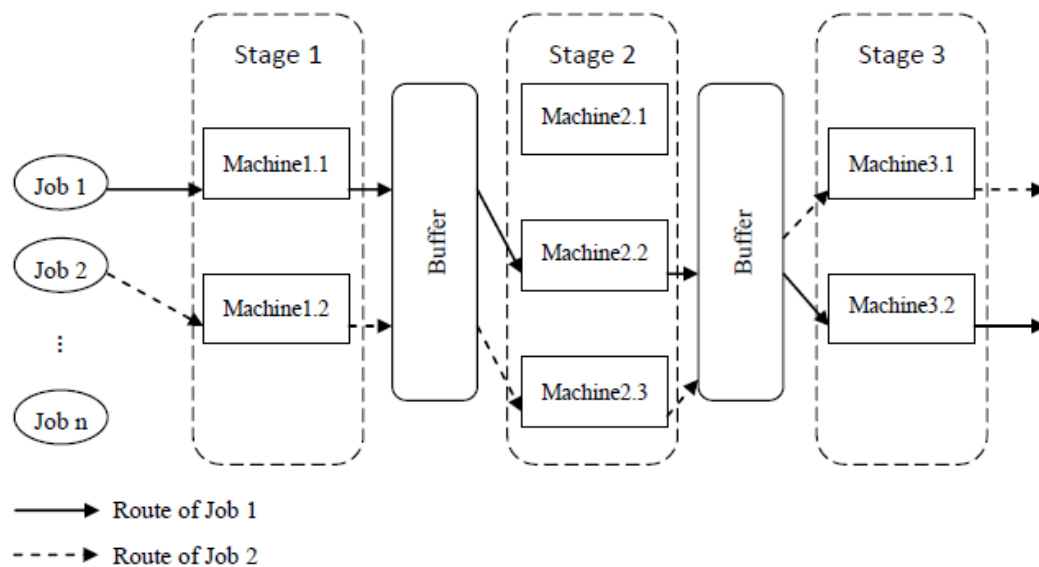 Stage 1
Stage 2
Stage 3
Machine2.1
Machine1.1
Machine3.1
Job 1
Buffer
Buffer
Machine2.2
Job 2
Machine1.2
Machine3.2
...
Machine2.3
Job n
Route of Job 1
Route of Job 2